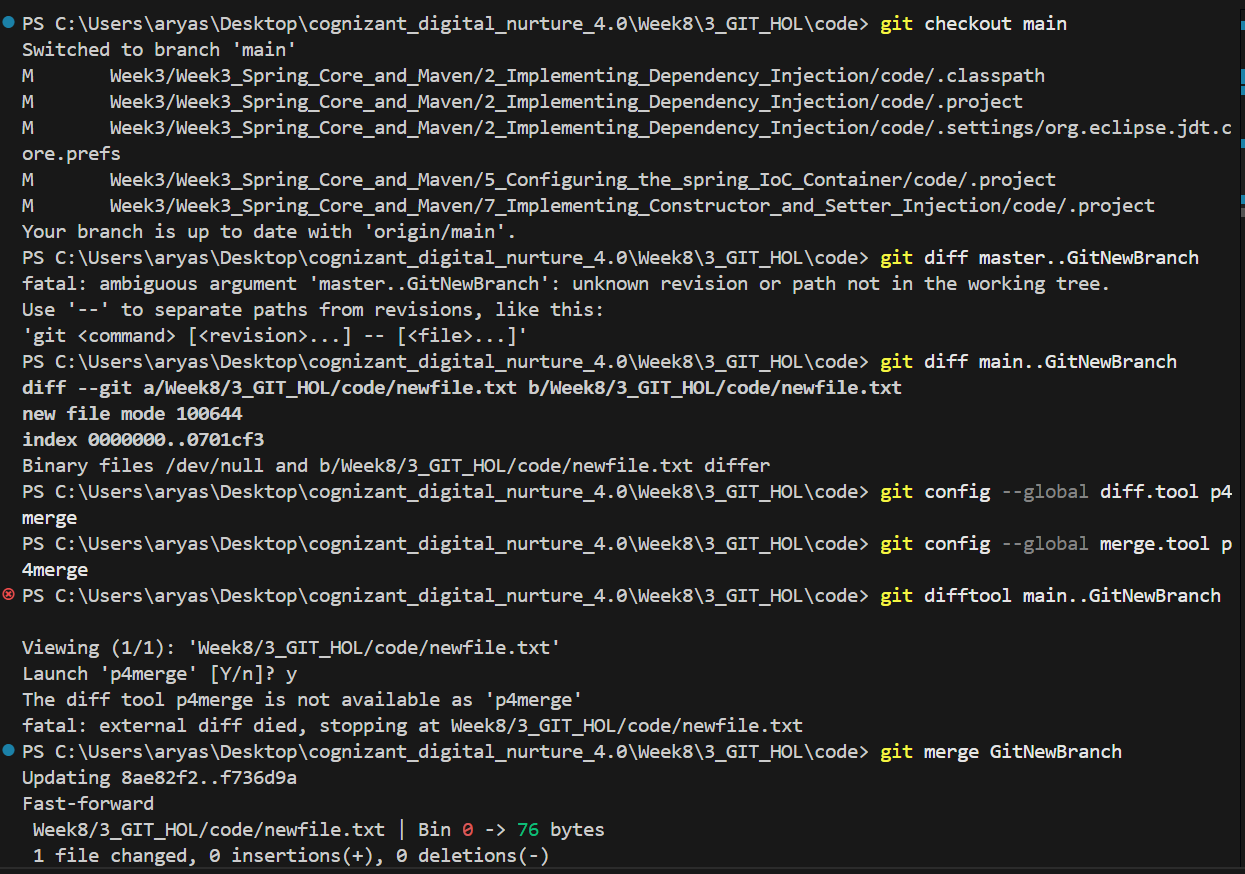 PS C:\Users\aryas\Desktop\cognizant_digital_nurture_4.0\Week8\3_GIT_HOL\code> git checkout main
Switched to branch 'main'
M       Week3/Week3_Spring_Core_and_Maven/2_Implementing_Dependency_Injection/code/.classpath
M       Week3/Week3_Spring_Core_and_Maven/2_Implementing_Dependency_Injection/code/.project
M       Week3/Week3_Spring_Core_and_Maven/2_Implementing_Dependency_Injection/code/.settings/org.eclipse.jdt.c
ore.prefs
M       Week3/Week3_Spring_Core_and_Maven/5_Configuring_the_spring_IoC_Container/code/.project
M       Week3/Week3_Spring_Core_and_Maven/7_Implementing_Constructor_and_Setter_Injection/code/.project
Your branch is up to date with 'origin/main'.
PS C:\Users\aryas\Desktop\cognizant_digital_nurture_4.0\Week8\3_GIT_HOL\code> git diff master..GitNewBranch
fatal: ambiguous argument 'master..GitNewBranch': unknown revision or path not in the working tree.
Use '--' to separate paths from revisions, like this:
'git <command> [<revision>...] -- [<file>...]'
PS C:\Users\aryas\Desktop\cognizant_digital_nurture_4.0\Week8\3_GIT_HOL\code> git diff main..GitNewBranch
diff --git a/Week8/3_GIT_HOL/code/newfile.txt b/Week8/3_GIT_HOL/code/newfile.txt
new file mode 100644
index 0000000..0701cf3
Binary files /dev/null and b/Week8/3_GIT_HOL/code/newfile.txt differ
PS C:\Users\aryas\Desktop\cognizant_digital_nurture_4.0\Week8\3_GIT_HOL\code> git config --global diff.tool p4
merge
PS C:\Users\aryas\Desktop\cognizant_digital_nurture_4.0\Week8\3_GIT_HOL\code> git config --global merge.tool p
4merge
PS C:\Users\aryas\Desktop\cognizant_digital_nurture_4.0\Week8\3_GIT_HOL\code> git difftool main..GitNewBranch
Viewing (1/1): 'Week8/3_GIT_HOL/code/newfile.txt'
Launch 'p4merge' [Y/n]? y
The diff tool p4merge is not available as 'p4merge'
fatal: external diff died, stopping at Week8/3_GIT_HOL/code/newfile.txt
PS C:\Users\aryas\Desktop\cognizant_digital_nurture_4.0\Week8\3_GIT_HOL\code> git merge GitNewBranch
Updating 8ae82f2..f736d9a
Fast-forward
 Week8/3_GIT_HOL/code/newfile.txt | Bin 0 -> 76 bytes
 1 file changed, 0 insertions(+), 0 deletions(-)